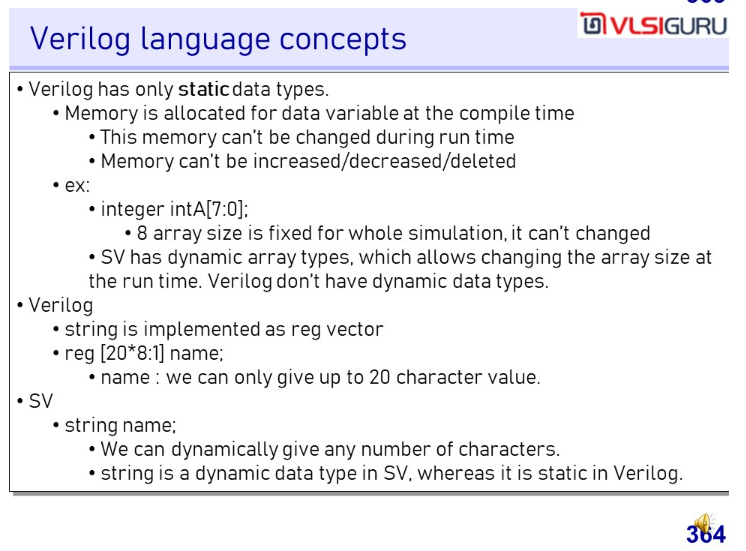 VLSIGURU
Verilog language concepts
• Verilog has only static data types.
• Memory is allocated for data variable at the compile time
• This memory can't be changed during run time
• Memory can't be increased/decreased/deleted
• ex:
• integer intA[7:0];
• 8 array size is fixed for whole simulation, it can't changed
• SV has dynamic array types, which allows changing the array size at
the run time. Verilog don't have dynamic data types.
• Verilog
• string is implemented as reg vector
• reg [20*8:1] name;
• name : we can only give up to 20 character value.
• SV
• string name;
• We can dynamically give any number of characters.
• string is a dynamic data type in SV, whereas it is static in Verilog.
364